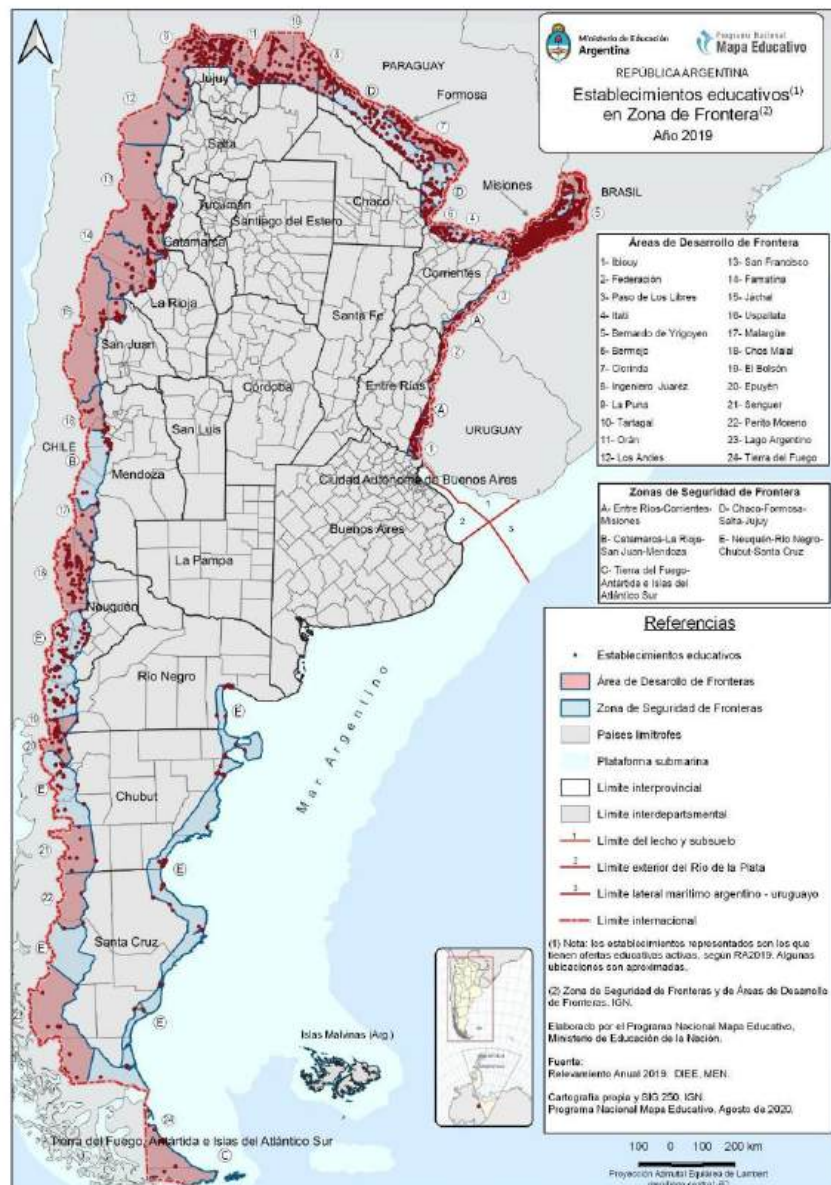 Ministerio de Educación
Argentina
Programa Nacional
Mapa Educativo
REPÚBLICA ARGENTINA
Establecimientos educativos(1)
en Zona de Frontera(2)
Año 2019
PARAGUAY
Formosa
Jujuy
Salta
Misiones
BRASIL
Chaco
Tucumán
Santiago del Estero
Catamarca
Corrientes
La Rioja
Santa Fe
San Juan
Córdoba
Entre Ríos
San Luis
URUGUAY
CHILE
Mendoza
Ciudad Autónoma de Buenos Aires
Buenos Aires
La Pampa
Neuquén
Río Negro
Chubut
Santa Cruz
Mar Argentino
Islas Malvinas (Arg.)
Tierra del Fuego, Antártida e Islas del Atlántico Sur
Áreas de Desarrollo de Frontera
1- Ibicuy
2- Federación
3- Paso de Los Libres
4- Itatí
5- Bernardo de Yrigoyen
6- Bermejo
7- Clorinda
8- Ingeniero Juarez
9- La Puna
10- Tartagal
11- Orán
12- Los Andes
13- San Francisco
14- Famatina
15- Jáchal
16- Uspallata
17- Malargüe
18- Chos Malal
19- El Bolsón
20- Epuyén
21- Senguer
22- Perito Moreno
23- Lago Argentino
24- Tierra del Fuego
Zonas de Seguridad de Frontera
A- Entre Ríos-Corrientes-
Misiones
B- Catamarca-La Rioja-
San Juan-Mendoza
C- Tierra del Fuego-
Antártida e Islas del
Atlántico Sur
D- Chaco-Formosa-
Salta-Jujuy
E- Neuquén-Río Negro-
Chubut-Santa Cruz
Referencias
Establecimientos educativos
Área de Desarollo de Fronteras
Zona de Seguridad de Fronteras
Países limítrofes
Plataforma submarina
Límite interprovincial
Límite interdepartamental
1 Límite del lecho y subsuelo
2 Límite exterior del Río de la Plata
3 Límite lateral marítimo argentino - uruguayo
Límite internacional
(1) Nota: los establecimientos representados son los que
tienen ofertas educativas activas, según RA2019. Algunas
ubicaciones son aproximadas.
(2) Zona de Seguridad de Fronteras y de Áreas de Desarrollo
de Fronteras. IGN.
Elaborado por el Programa Nacional Mapa Educativo,
Ministerio de Educación de la Nación.
Fuente:
Relevamiento Anual 2019. DIEE, MEN.
Cartografía propia y SIG 250, IGN.
Programa Nacional Mapa Educativo, Agosto de 2020.
100 0 100 200 km
Proyección Azimutal Equiárea de Lambert